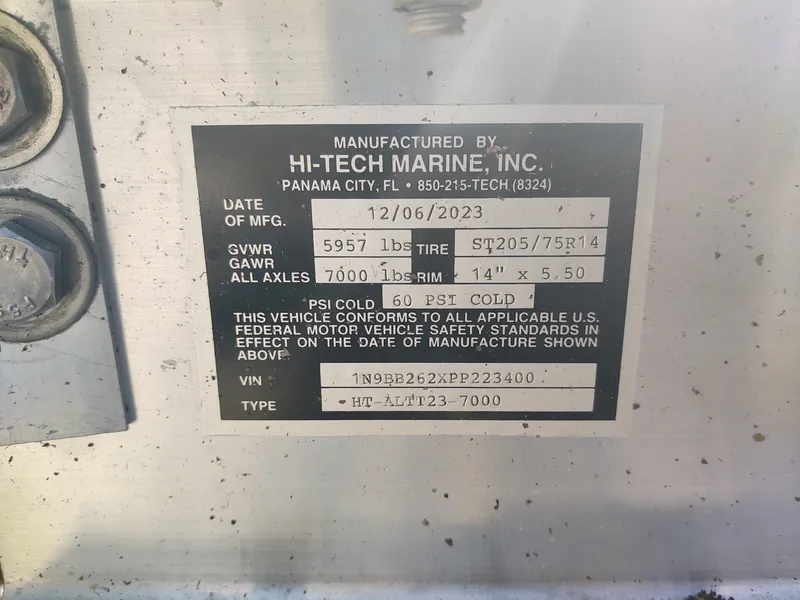 MANUFACTURED BY
HI-TECH MARINE, INC.
PANAMA CITY, FL • 850-215-TECH (8324)
DATE OF MFG. 12/06/2023
GVWR 5957 lbs TIRE ST205/75R14
GAWR ALL AXLES 7000 lbs RIM 14" x 5.50
PSI COLD 60 PSI COLD
THIS VEHICLE CONFORMS TO ALL APPLICABLE U.S.
FEDERAL MOTOR VEHICLE SAFETY STANDARDS IN
EFFECT ON THE DATE OF MANUFACTURE SHOWN
ABOVE
VIN 1N9BB262XPP223400
TYPE HT-ALTT23-7000